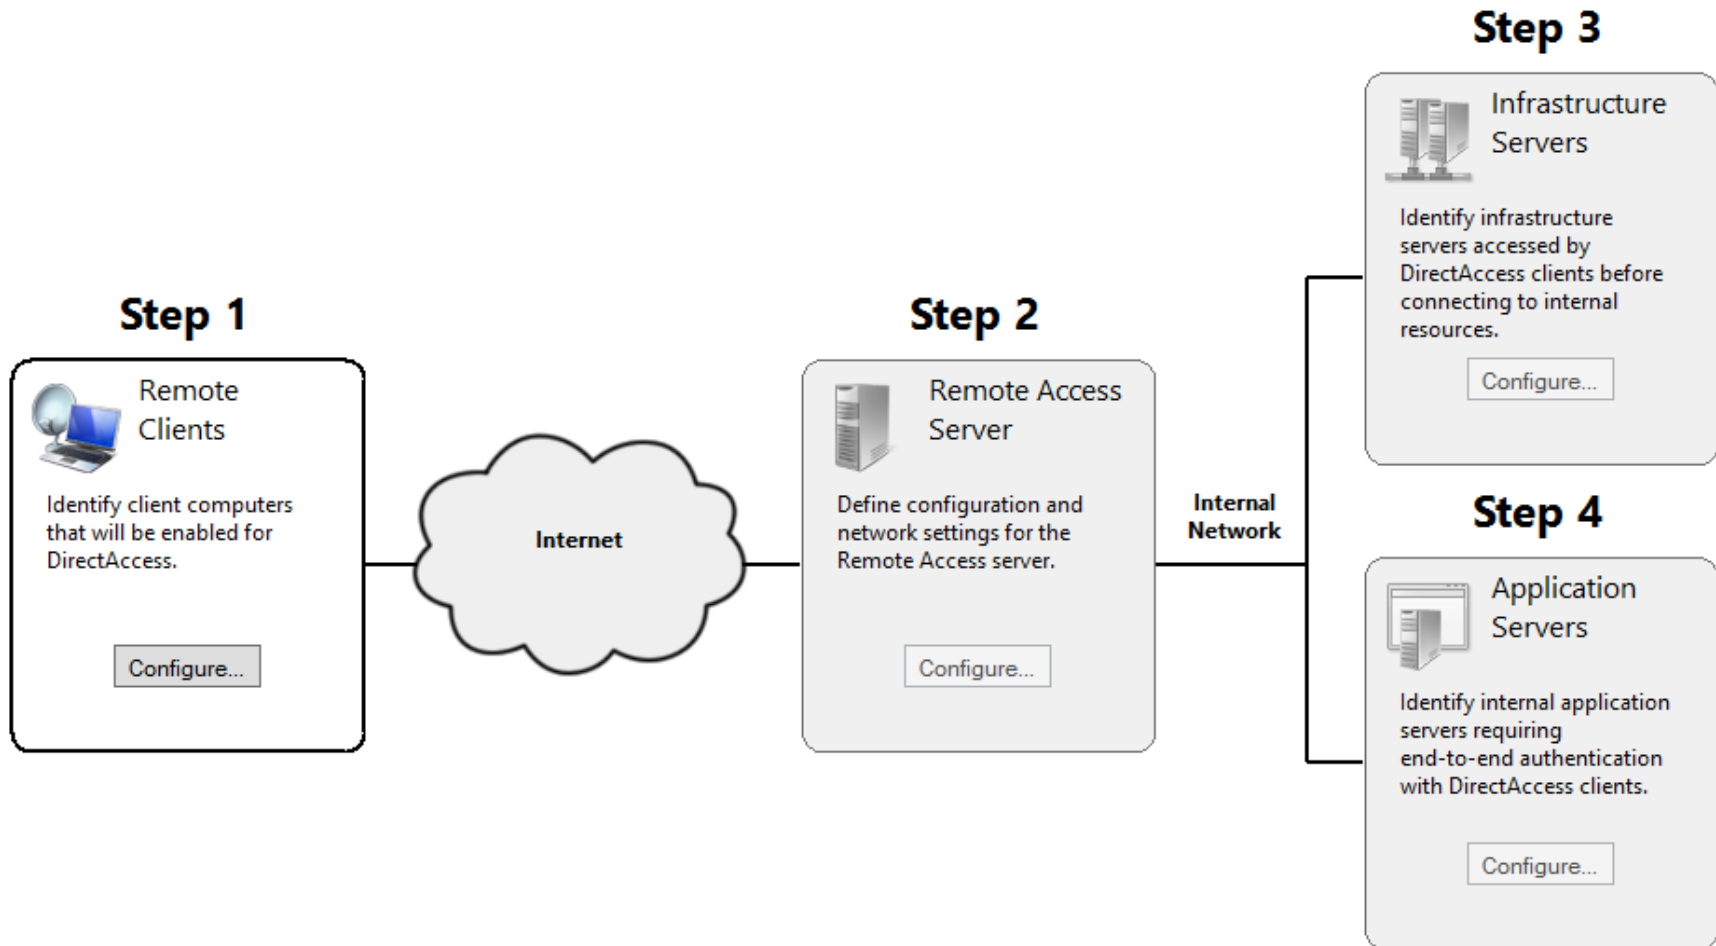 Step 1
Remote
Clients
Identify client computers
that will be enabled for
DirectAccess.
Configure...
Internet
Step 2
Remote Access
Server
Define configuration and
network settings for the
Remote Access server.
Configure...
Internal
Network
Step 3
Infrastructure
Servers
Identify infrastructure
servers accessed by
DirectAccess clients before
connecting to internal
resources.
Configure...
Step 4
Application
Servers
Identify internal application
servers requiring
end-to-end authentication
with DirectAccess clients.
Configure...